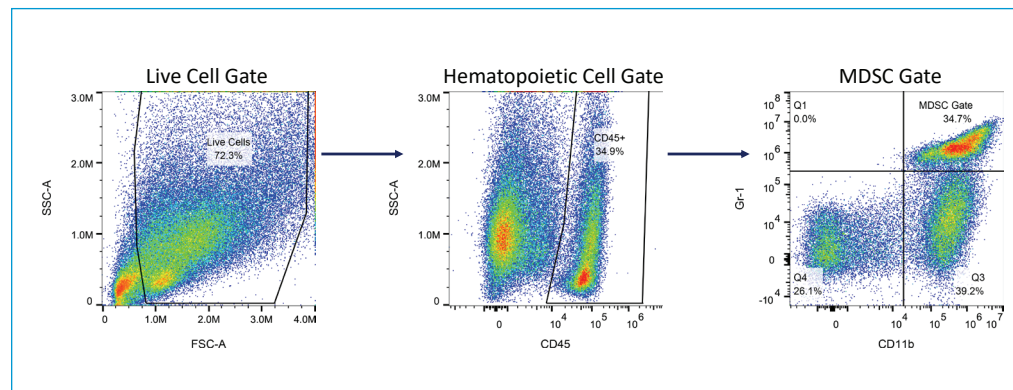 Live Cell Gate
3.0M
2.0M
1.0M
0
SSC-A
Live Cells
72.3%
0
1.0M
2.0M
3.0M
4.0M
FSC-A
Hematopoietic Cell Gate
3.0M
2.0M
1.0M
0
SSC-A
CD45+
34.9%
0
10^4
10^5
10^6
CD45
MDSC Gate
10^8
10^7
10^6
10^5
10^4
0
-10^4
Gr-1
Q1
0.0%
MDSC Gate
34.7%
Q4
26.1%
Q3
39.2%
0
10^4
10^5
10^6
10^7
CD11b